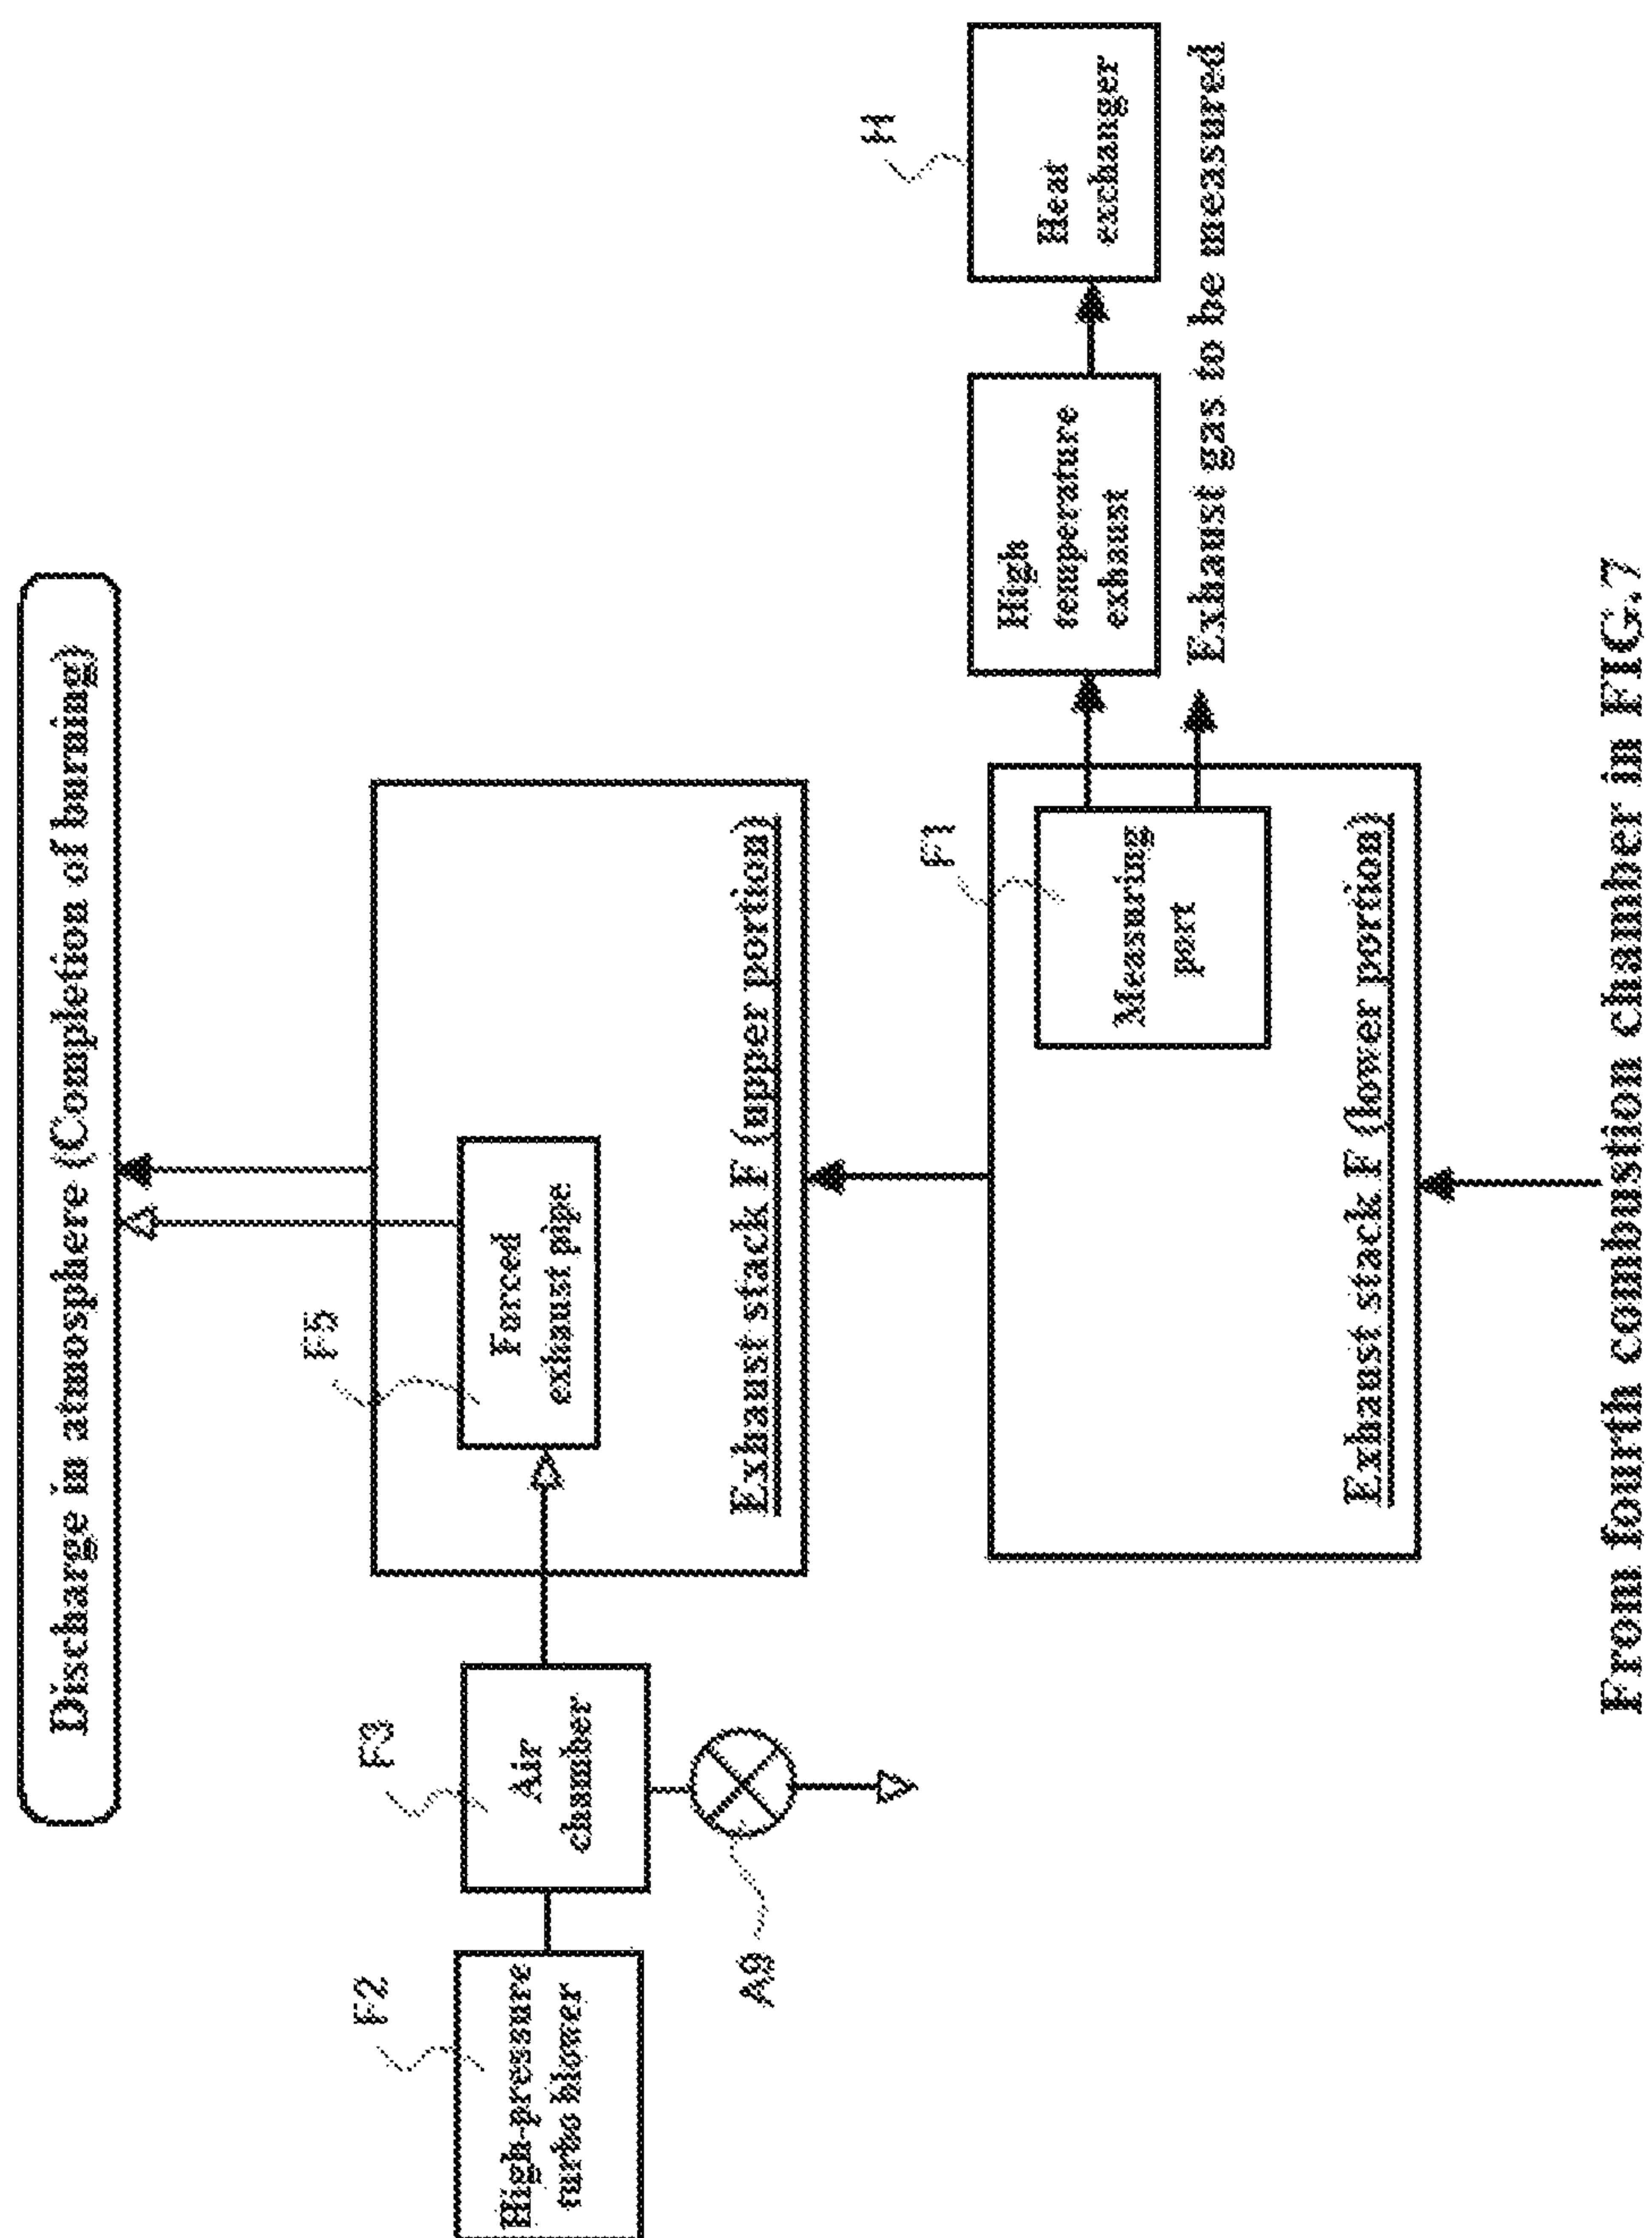 Discharge in atmosphere (Completion of burning)
F2
High-pressure
turbo blower
F3
Air
chamber
A9
F5
Forced
exhaust pipe
Exhaust stack F (upper portion)
F1
Measuring
port
Exhaust stack F (lower portion)
High
temperature
exhaust
H
Heat
exchanger
Exhaust gas to be measured
From fourth combustion chamber in FIG.7